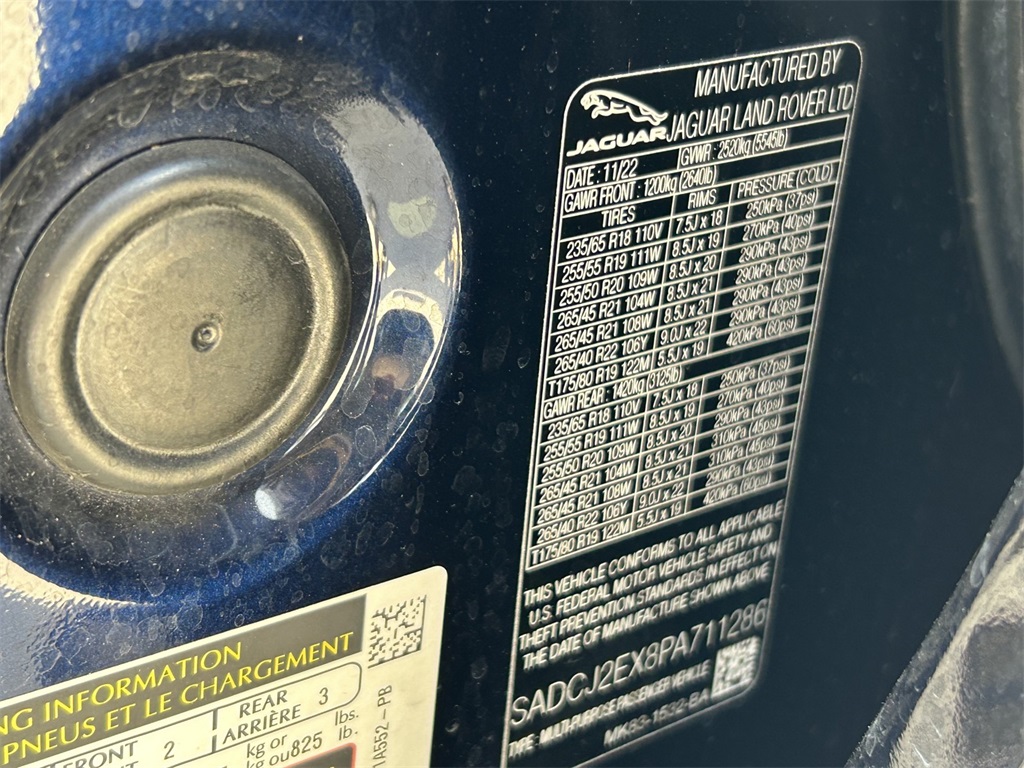 MANUFACTURED BY
JAGUAR JAGUAR LAND ROVER LTD
DATE : 11/22 GVWR : 2520kg (5545lb)
GAWR FRONT : 1200kg (2640lb)
TIRES RIMS PRESSURE (COLD)
235/65 R18 110V 7.5J x 18 250kPa (37psi)
255/55 R19 111W 8.5J x 19 270kPa (40psi)
255/50 R20 109W 8.5J x 20 290kPa (43psi)
265/45 R21 104W 8.5J x 21 290kPa (43psi)
265/45 R21 108W 8.5J x 21 290kPa (43psi)
265/40 R22 106Y 9.0J x 22 290kPa (43psi)
T175/80 R19 122M 5.5J x 19 420kPa (60psi)
GAWR REAR : 1420kg (3125lb)
235/65 R18 110V 7.5J x 18 250kPa (37psi)
255/55 R19 111W 8.5J x 19 270kPa (40psi)
255/50 R20 109W 8.5J x 20 290kPa (43psi)
265/45 R21 104W 8.5J x 21 310kPa (45psi)
265/45 R21 108W 8.5J x 21 310kPa (45psi)
265/40 R22 106Y 9.0J x 22 290kPa (43psi)
T175/80 R19 122M 5.5J x 19 420kPa (60psi)
THIS VEHICLE CONFORMS TO ALL APPLICABLE
U.S. FEDERAL MOTOR VEHICLE SAFETY AND
THEFT PREVENTION STANDARDS IN EFFECT ON
THE DATE OF MANUFACTURE SHOWN ABOVE
SADCJ2EX8PA711286
TYPE : MULTI-PURPOSE PASSENGER VEHICLE
MK83-1532-BA
NG INFORMATION
PNEUS ET LE CHARGEMENT
FRONT 2 REAR 3
ARRIÈRE
kg or lbs.
kg ou 825 lb.
1A552-PB